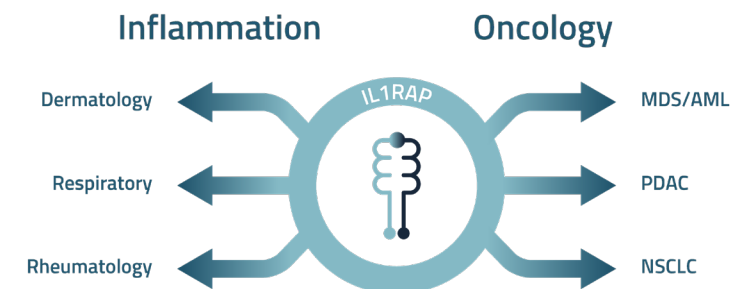 Inflammation
Oncology
IL1RAP
Dermatology
MDS/AML
Respiratory
PDAC
Rheumatology
NSCLC